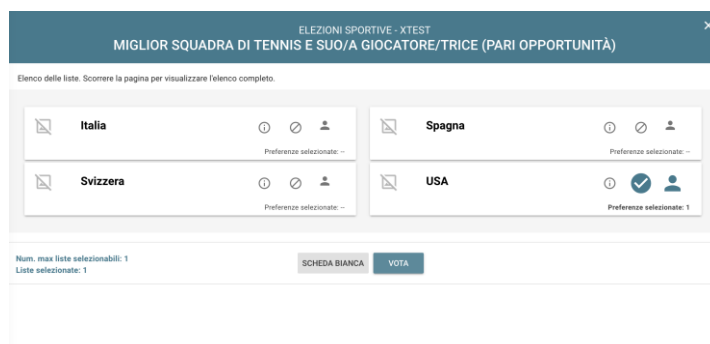 ELEZIONI SPORTIVE - XTEST
MIGLIOR SQUADRA DI TENNIS E SUO/A GIOCATORE/TRICE (PARI OPPORTUNITÀ)
Elenco delle liste. Scorrere la pagina per visualizzare l'elenco completo.
Italia
Preferenze selezionate: –
Spagna
Preferenze selezionate: –
Svizzera
Preferenze selezionate: –
USA
Preferenze selezionate: 1
Num. max liste selezionabili: 1
Liste selezionate: 1
SCHEDA BIANCA
VOTA